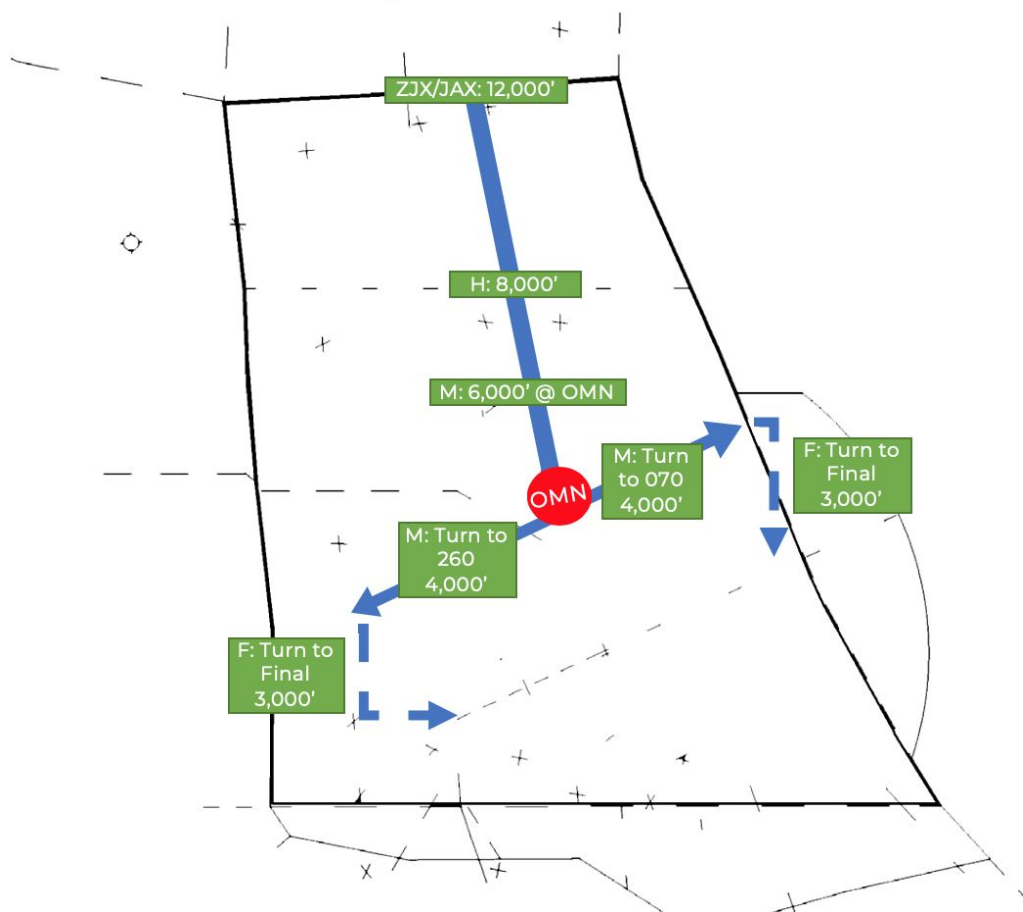 ZJX/JAX: 12,000’
H: 8,000’
M: 6,000’ @ OMN
OMN
M: Turn
to 070
4,000’
F: Turn to
Final
3,000’
M: Turn to
260
4,000’
F: Turn to
Final
3,000’